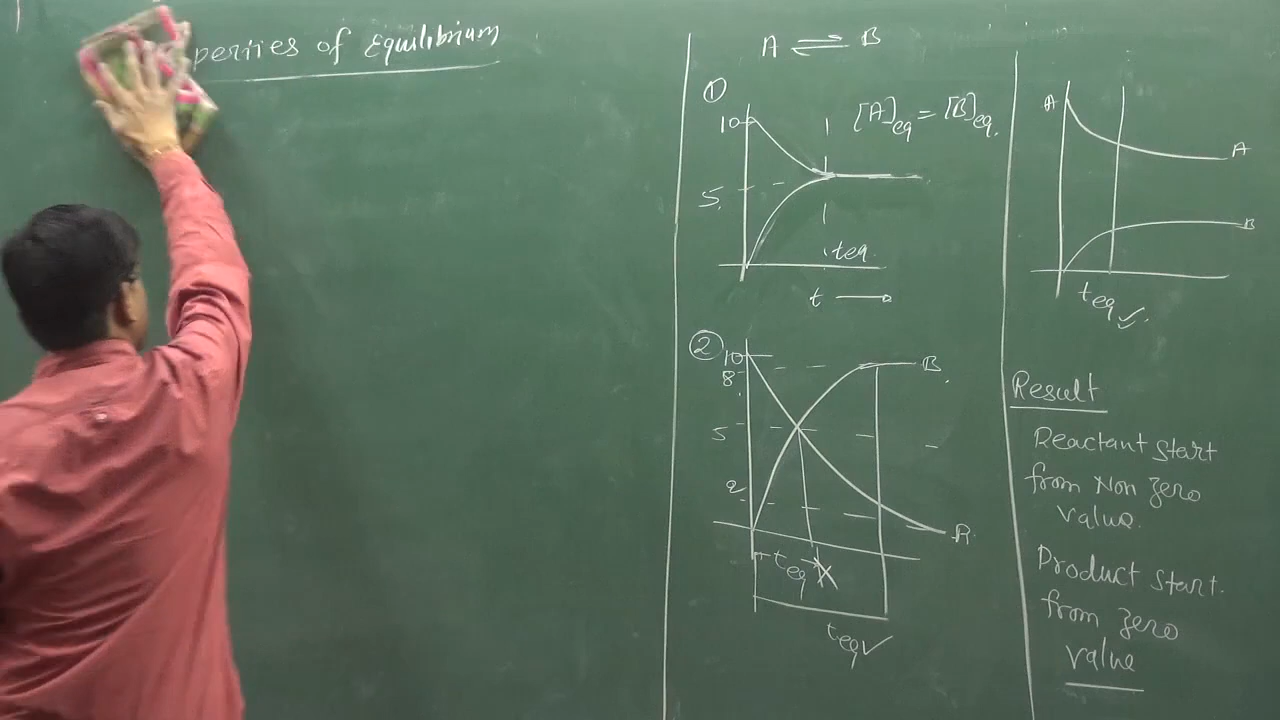 perties of Equilibrium
A ⇌ B
①
10
[A]eq = [B]eq.
5
teq.
t →
②
10
8
B
5
2
teq
teq ✓
A
A
B
teq ✓
Result
Reactant start
from Non zero
value.
Product start.
from zero
value